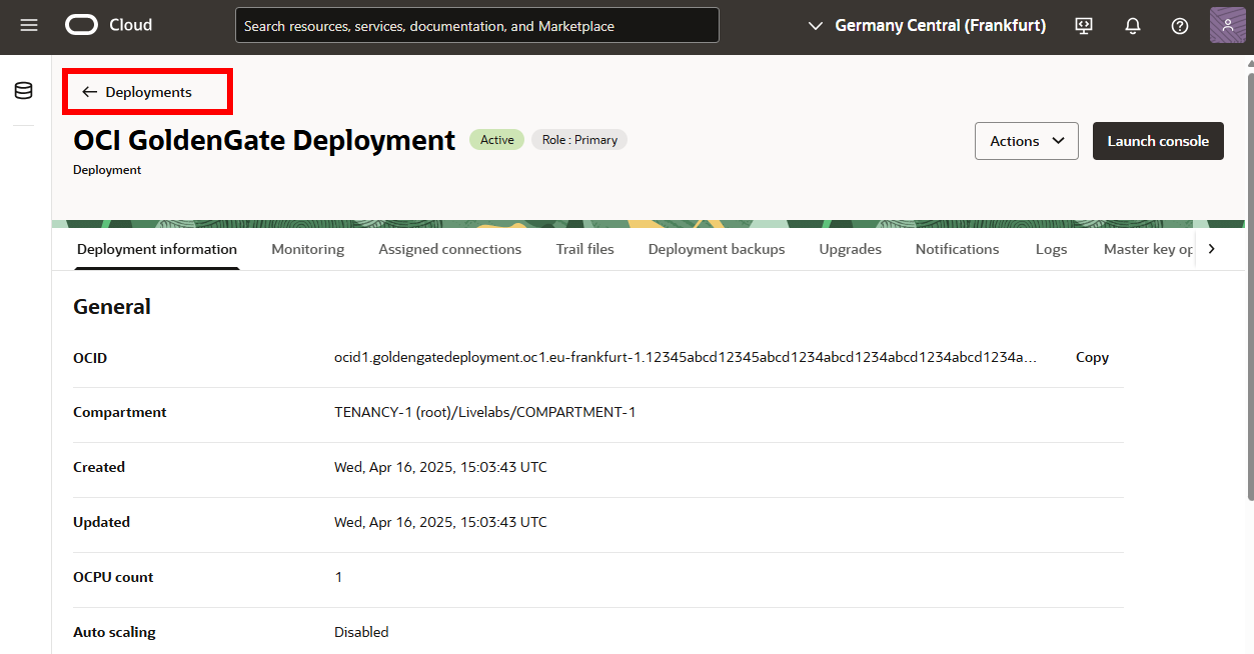 Cloud
Search resources, services, documentation, and Marketplace
Germany Central (Frankfurt)
← Deployments
OCI GoldenGate Deployment
Active
Role : Primary
Actions
Launch console
Deployment
Deployment information
Monitoring
Assigned connections
Trail files
Deployment backups
Upgrades
Notifications
Logs
Master key op
General
OCID ocid1.goldengatedeployment.oc1.eu-frankfurt-1.12345abcd12345abcd1234abcd1234abcd1234abcd1234a... Copy
Compartment TENANCY-1 (root)/Livelabs/COMPARTMENT-1
Created Wed, Apr 16, 2025, 15:03:43 UTC
Updated Wed, Apr 16, 2025, 15:03:43 UTC
OCPU count 1
Auto scaling Disabled